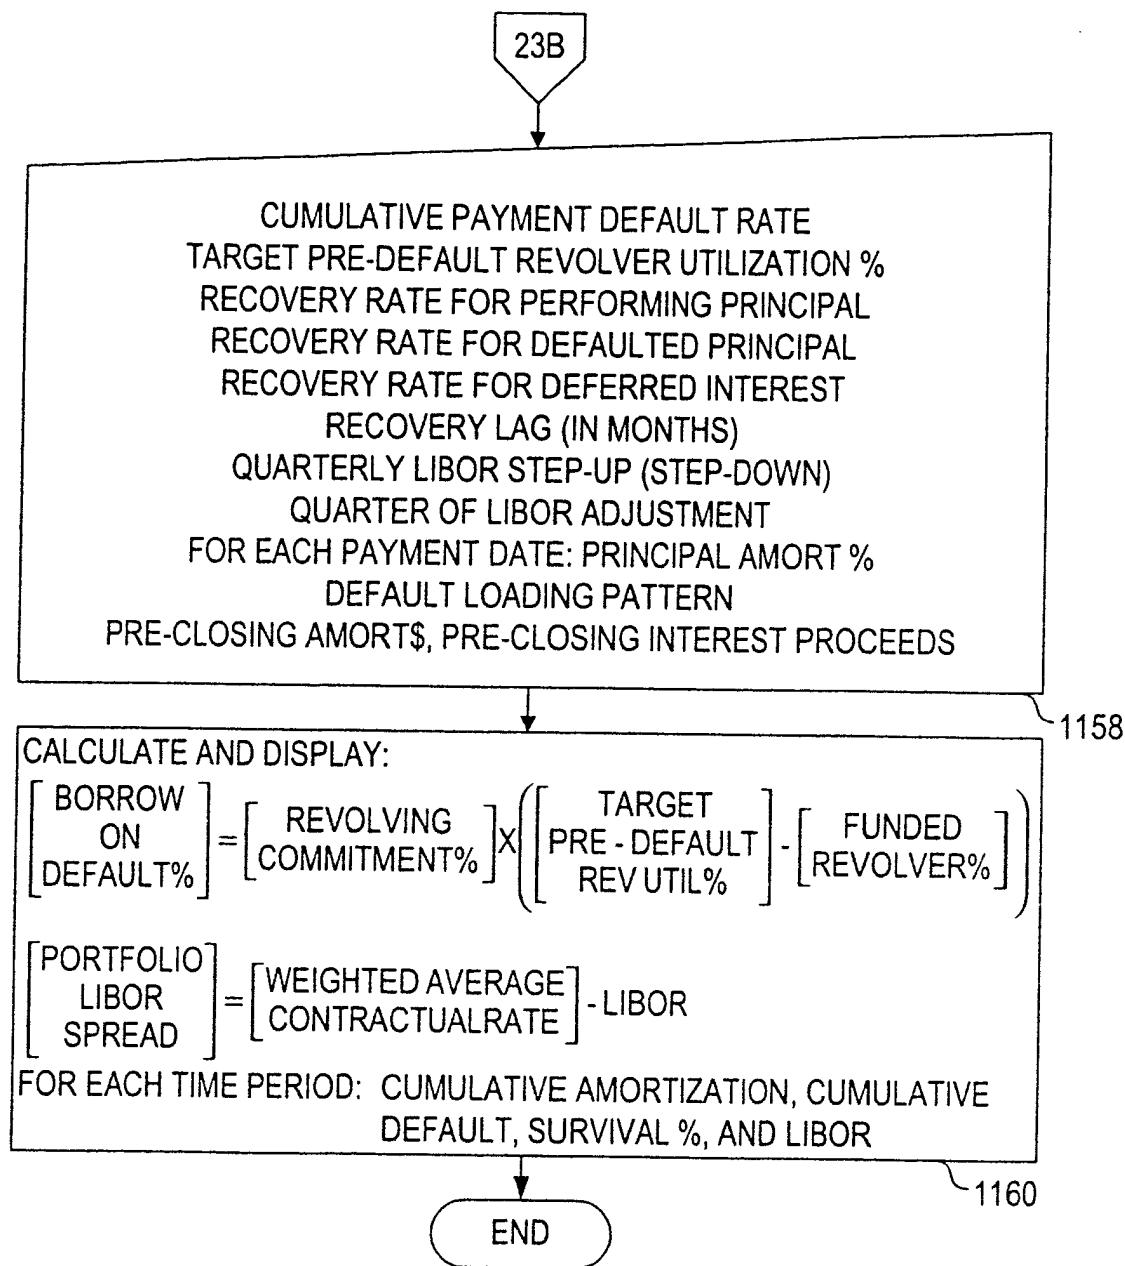 23B
CUMULATIVE PAYMENT DEFAULT RATE
TARGET PRE-DEFAULT REVOLVER UTILIZATION %
RECOVERY RATE FOR PERFORMING PRINCIPAL
RECOVERY RATE FOR DEFAULTED PRINCIPAL
RECOVERY RATE FOR DEFERRED INTEREST
RECOVERY LAG (IN MONTHS)
QUARTERLY LIBOR STEP-UP (STEP-DOWN)
QUARTER OF LIBOR ADJUSTMENT
FOR EACH PAYMENT DATE: PRINCIPAL AMORT %
DEFAULT LOADING PATTERN
PRE-CLOSING AMORT$, PRE-CLOSING INTEREST PROCEEDS
1158
CALCULATE AND DISPLAY:
[BORROW ON DEFAULT%] = [REVOLVING COMMITMENT%] X ([TARGET PRE - DEFAULT REV UTIL%] - [FUNDED REVOLVER%])
[PORTFOLIO LIBOR SPREAD] = [WEIGHTED AVERAGE CONTRACTUALRATE] - LIBOR
FOR EACH TIME PERIOD: CUMULATIVE AMORTIZATION, CUMULATIVE
DEFAULT, SURVIVAL %, AND LIBOR
1160
END